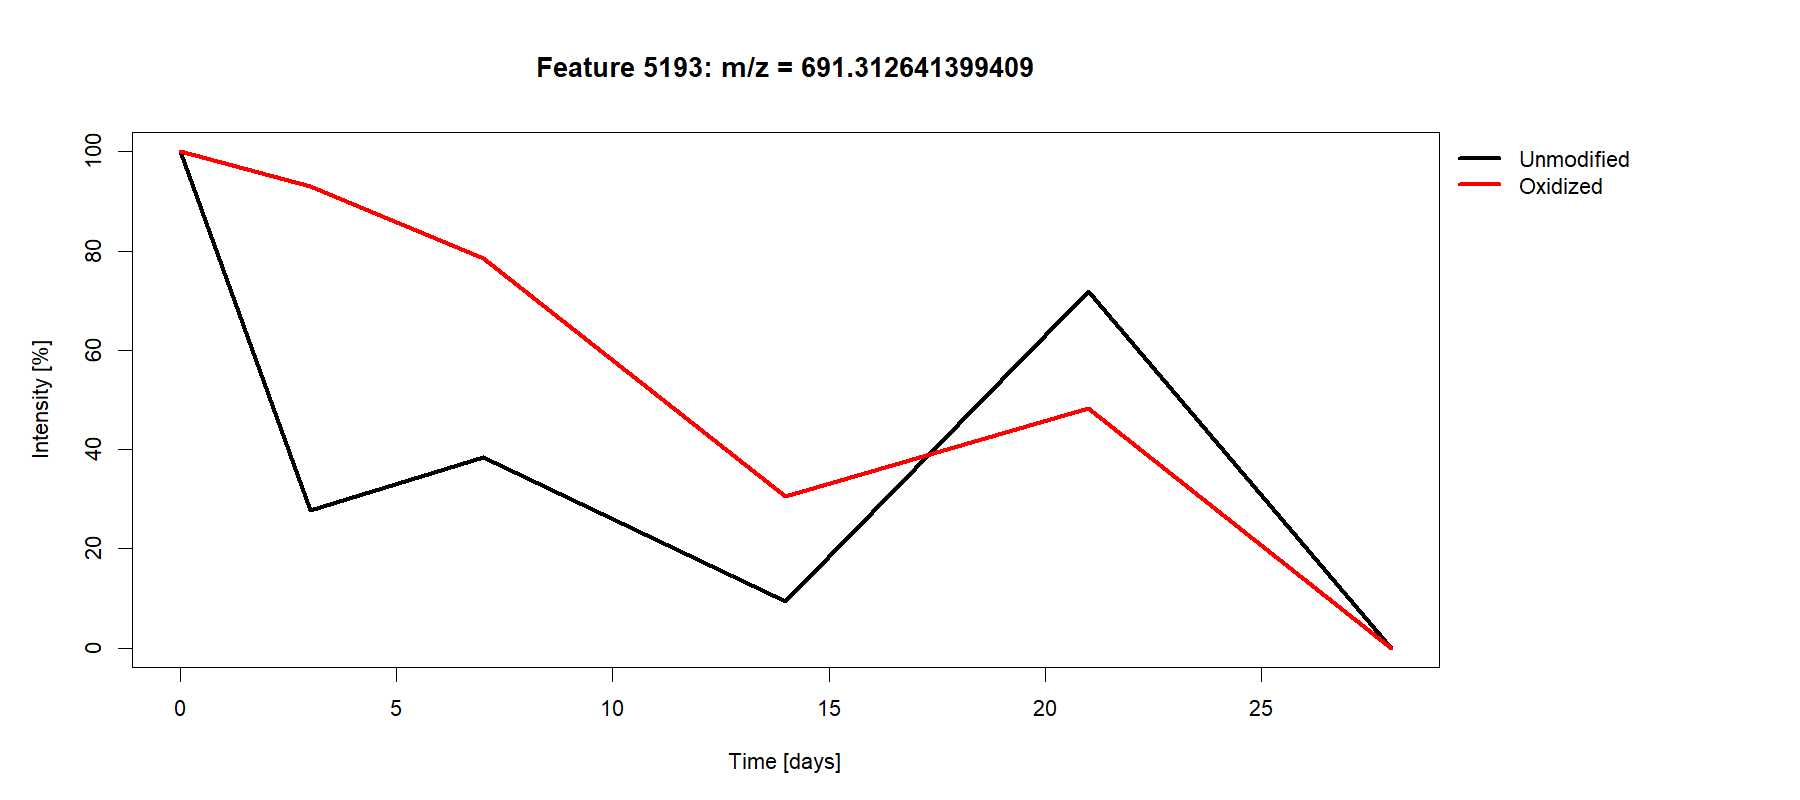 Feature 5193: m/z = 691.312641399409
Unmodified
Oxidized
Intensity [%]
100
80
60
40
20
0
0 5 10 15 20 25
Time [days]